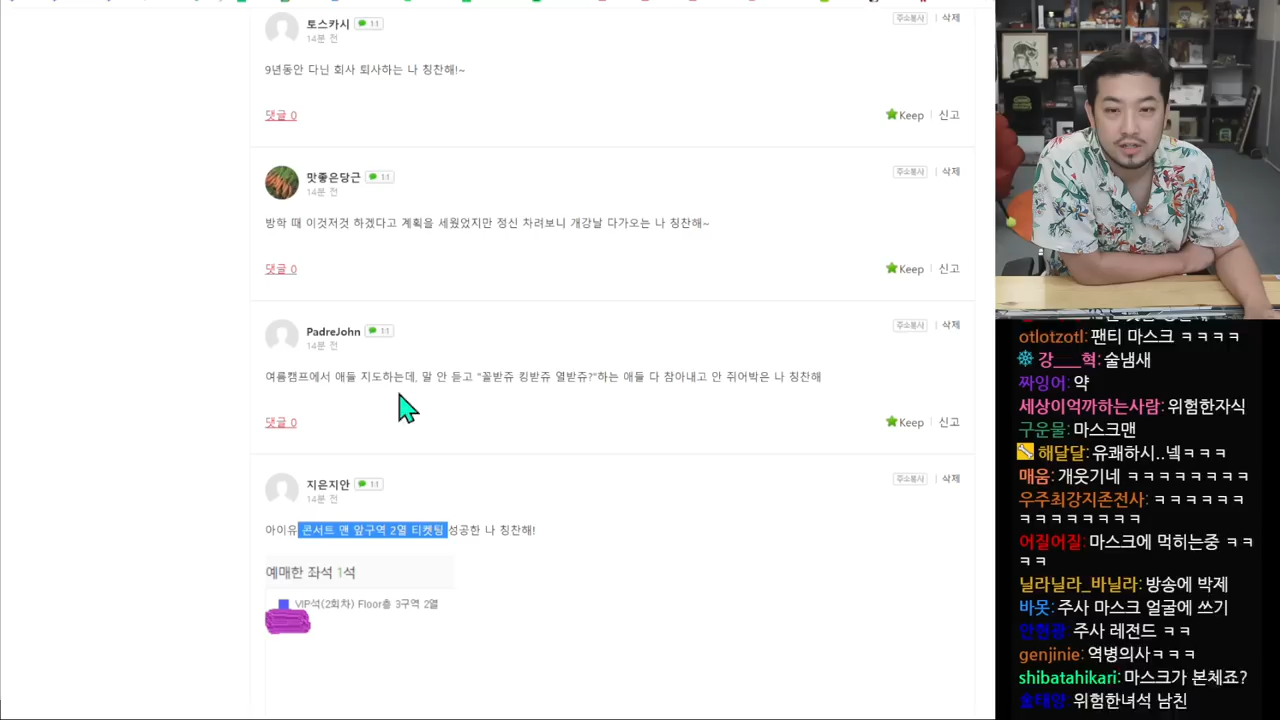 토스카시 1:1
14분 전
주소복사 | 삭제
9년동안 다닌 회사 퇴사하는 나 칭찬해!~
댓글 0
Keep | 신고
맛좋은당근 1:1
14분 전
주소복사 | 삭제
방학 때 이것저것 하겠다고 계획을 세웠었지만 정신 차려보니 개강날 다가오는 나 칭찬해~
댓글 0
Keep | 신고
PadreJohn 1:1
14분 전
주소복사 | 삭제
여름캠프에서 애들 지도하는데, 말 안 듣고 "꼴받쥬 킹받쥬 열받쥬?"하는 애들 다 참아내고 안 쥐어박은 나 칭찬해
댓글 0
Keep | 신고
지은지안 1:1
14분 전
주소복사 | 삭제
아이유 콘서트 맨 앞구역 2열 티켓팅 성공한 나 칭찬해!
예매한 좌석 1석
VIP석(2회차) Floor층 3구역 2열
otlotzotl: 팬티 마스크 ㅋㅋㅋㅋ
강___혁: 술냄새
짜잉어: 약
세상이억까하는사람: 위험한자식
구운물: 마스크맨
해달달: 유쾌하시..넥ㅋㅋㅋ
매움: 개웃기네 ㅋㅋㅋㅋㅋㅋㅋㅋ
우주최강지존전사: ㅋㅋㅋㅋㅋㅋ
ㅋㅋㅋㅋㅋㅋㅋㅋ
어질어질: 마스크에 먹히는중 ㅋㅋ
ㅋㅋ
닐라닐라_바닐라: 방송에 박제
바못: 주사 마스크 얼굴에 쓰기
안현광: 주사 레전드 ㅋㅋ
genjinie: 역병의사ㅋㅋㅋ
shibatahikari: 마스크가 본체죠?
金태양: 위험한녀석 남친